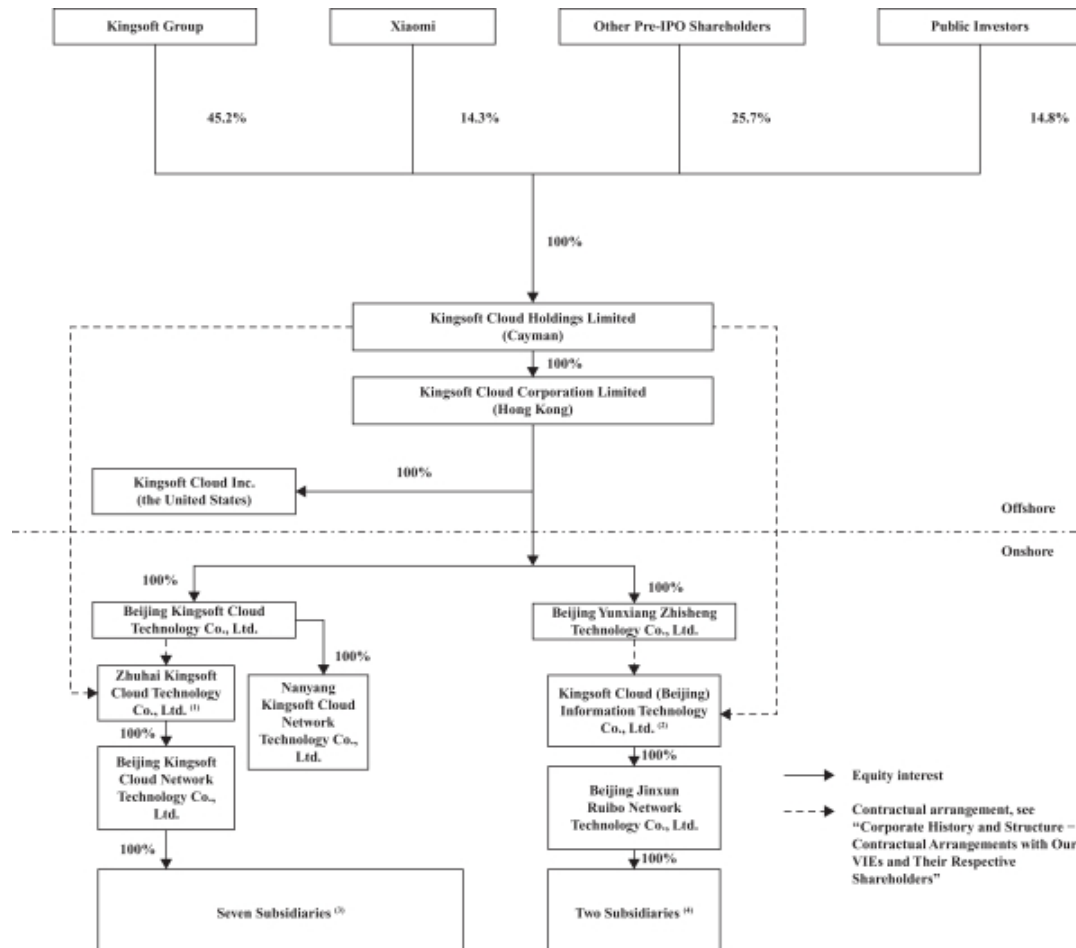 Kingsoft Group
Xiaomi
Other Pre-IPO Shareholders
Public Investors
45.2%
14.3%
25.7%
14.8%
100%
Kingsoft Cloud Holdings Limited
(Cayman)
100%
Kingsoft Cloud Corporation Limited
(Hong Kong)
100%
Kingsoft Cloud Inc.
(the United States)
Offshore
Onshore
100%
100%
Beijing Kingsoft Cloud
Technology Co., Ltd.
Beijing Yunxiang Zhisheng
Technology Co., Ltd.
100%
Zhuhai Kingsoft
Cloud Technology
Co., Ltd. (1)
Nanyang
Kingsoft Cloud
Network
Technology Co.,
Ltd.
Kingsoft Cloud (Beijing)
Information Technology
Co., Ltd. (2)
100%
100%
Beijing Kingsoft
Cloud Network
Technology Co.,
Ltd.
Beijing Jinxun
Ruibo Network
Technology Co., Ltd.
Equity interest
Contractual arrangement, see
“Corporate History and Structure −
Contractual Arrangements with Our
VIEs and Their Respective
Shareholders”
100%
100%
Seven Subsidiaries (3)
Two Subsidiaries (4)